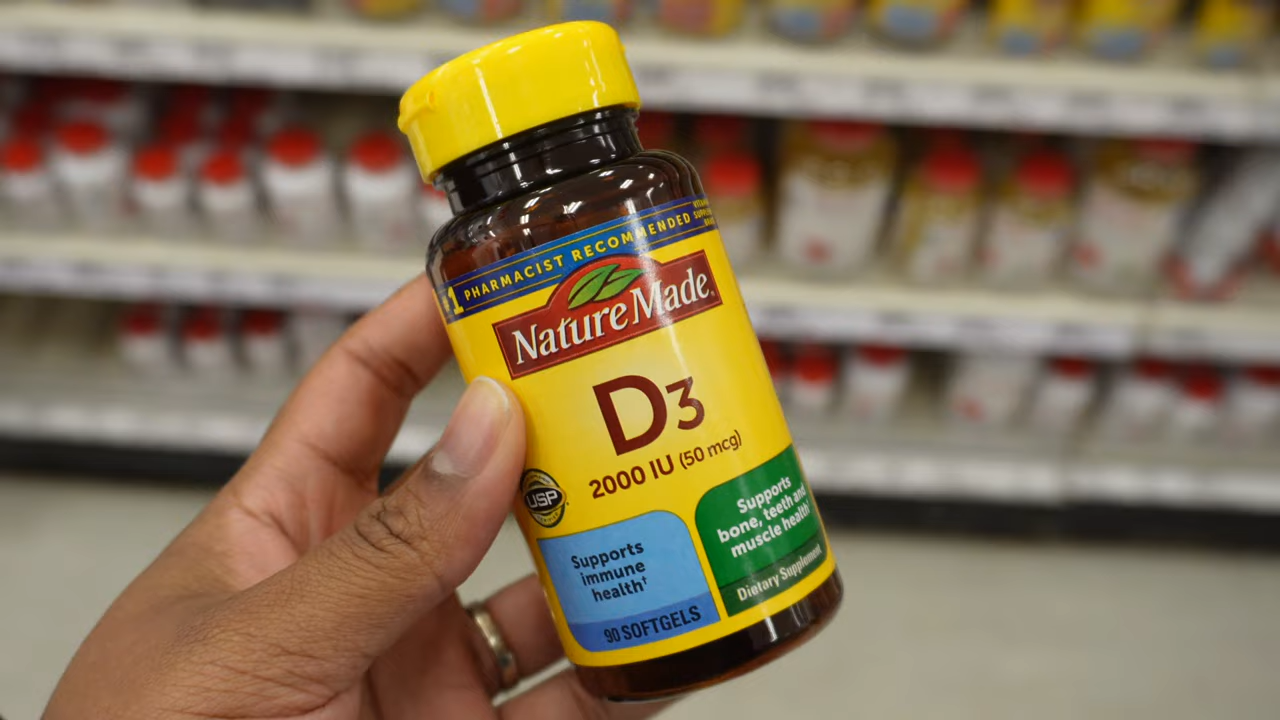 #1 PHARMACIST RECOMMENDED
Nature Made®
D3
2000 IU (50 mcg)
USP
Supports
immune
health†
90 SOFTGELS
Supports
bone, teeth and
muscle health†
Dietary Supplement